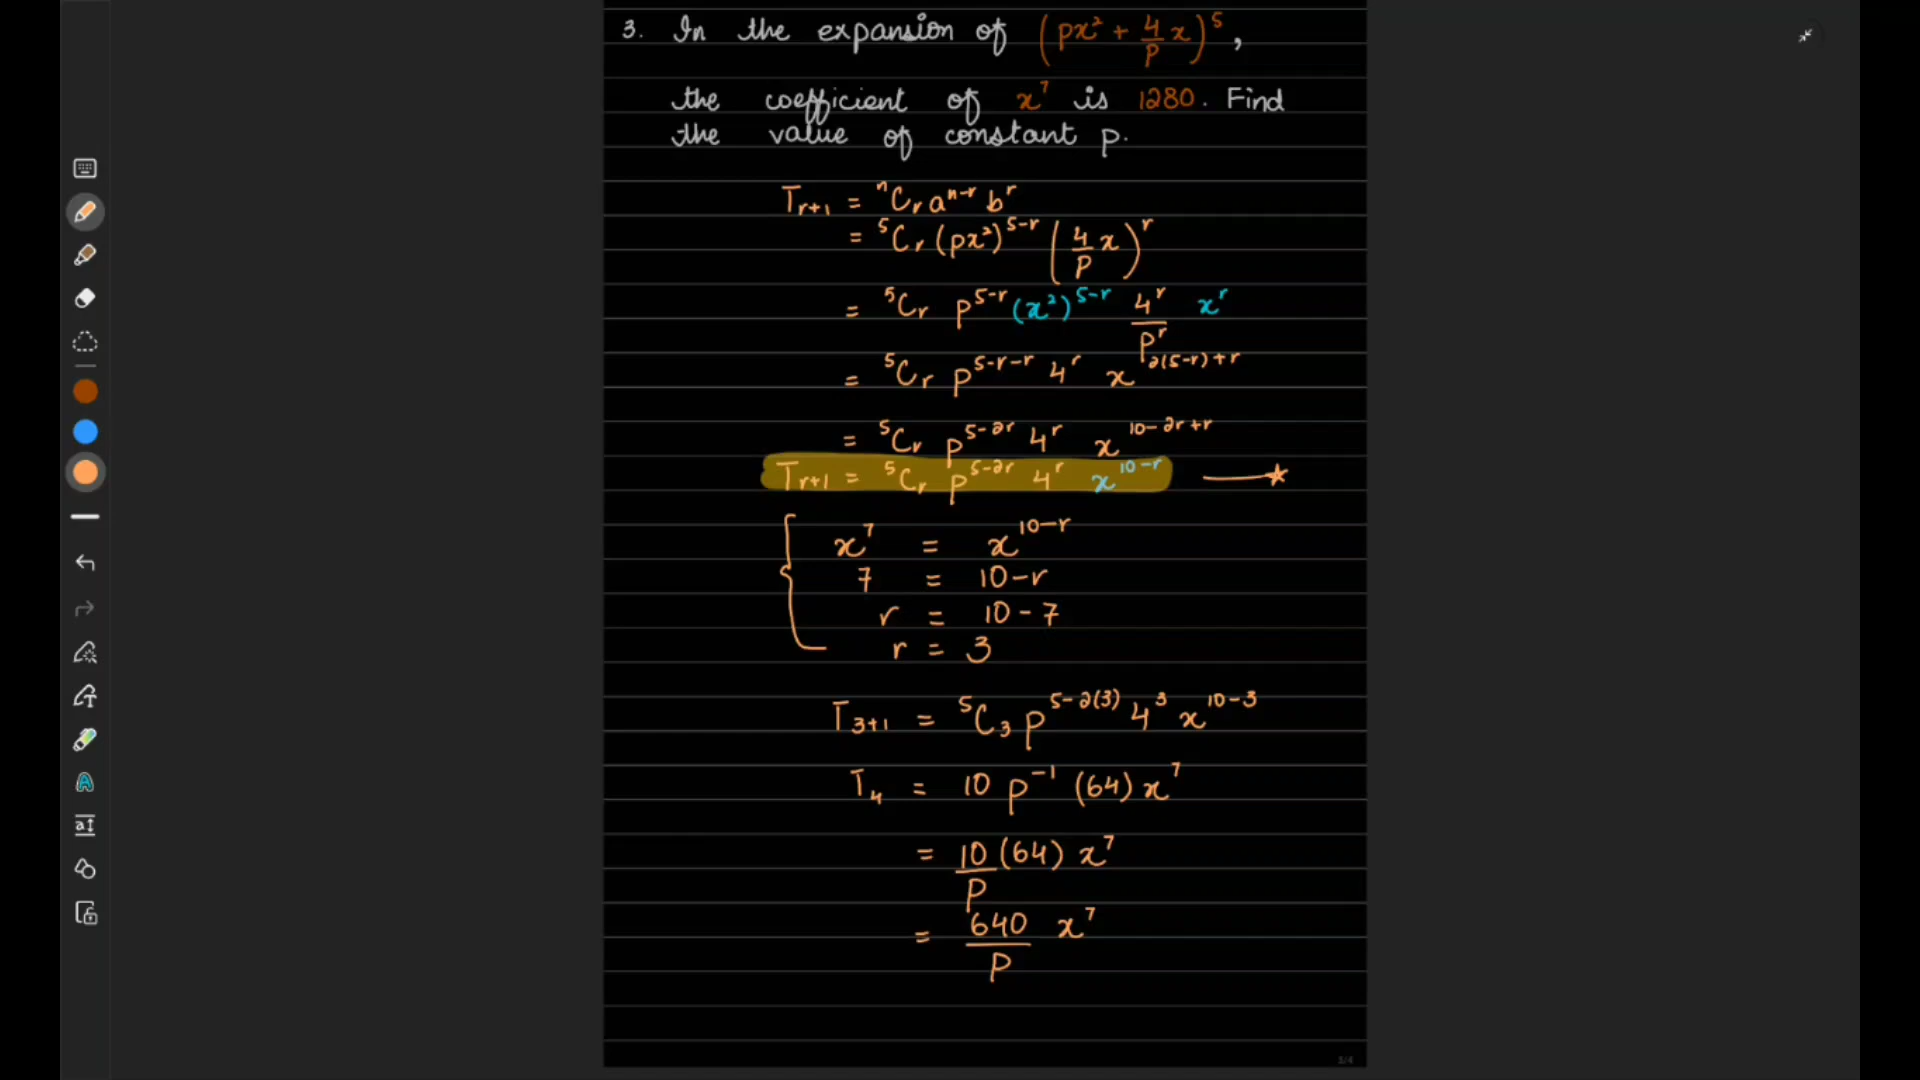 3. In the expansion of (px² + 4/p x)⁵,
the coefficient of x⁷ is 1280. Find
the value of constant p.
Tᵣ₊₁ = ⁿCᵣ aⁿ⁻ʳ bʳ
= ⁵Cᵣ (px²)⁵⁻ʳ (4/p x)ʳ
= ⁵Cᵣ p⁵⁻ʳ (x²)⁵⁻ʳ 4ʳ/pʳ xʳ
= ⁵Cᵣ p⁵⁻ʳ⁻ʳ 4ʳ x²⁽⁵⁻ʳ⁾⁺ʳ
= ⁵Cᵣ p⁵⁻²ʳ 4ʳ x¹⁰⁻²ʳ⁺ʳ
Tᵣ₊₁ = ⁵Cᵣ p⁵⁻²ʳ 4ʳ x¹⁰⁻ʳ
x⁷ = x¹⁰⁻ʳ
7 = 10-r
r = 10-7
r = 3
T₃₊₁ = ⁵C₃ p⁵⁻²⁽³⁾ 4³ x¹⁰⁻³
T₄ = 10 p⁻¹ (64) x⁷
= 10/p (64) x⁷
= 640/p x⁷
3/4